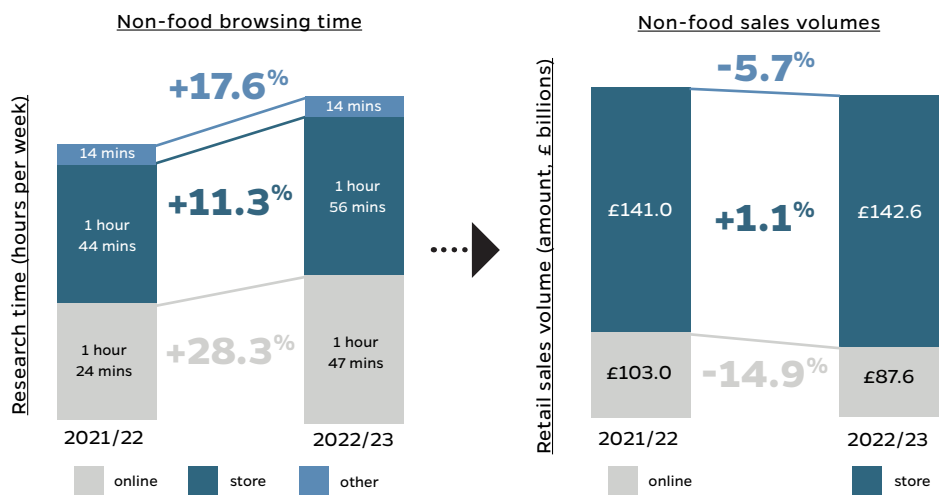 Non-food browsing time
Non-food sales volumes
Research time (hours per week)
+17.6%
14 mins
14 mins
1 hour
44 mins
+11.3%
1 hour
56 mins
1 hour
24 mins
+28.3%
1 hour
47 mins
2021/22
2022/23
online
store
other
Retail sales volume (amount, £ billions)
-5.7%
£141.0
+1.1%
£142.6
£103.0
-14.9%
£87.6
2021/22
2022/23
online
store